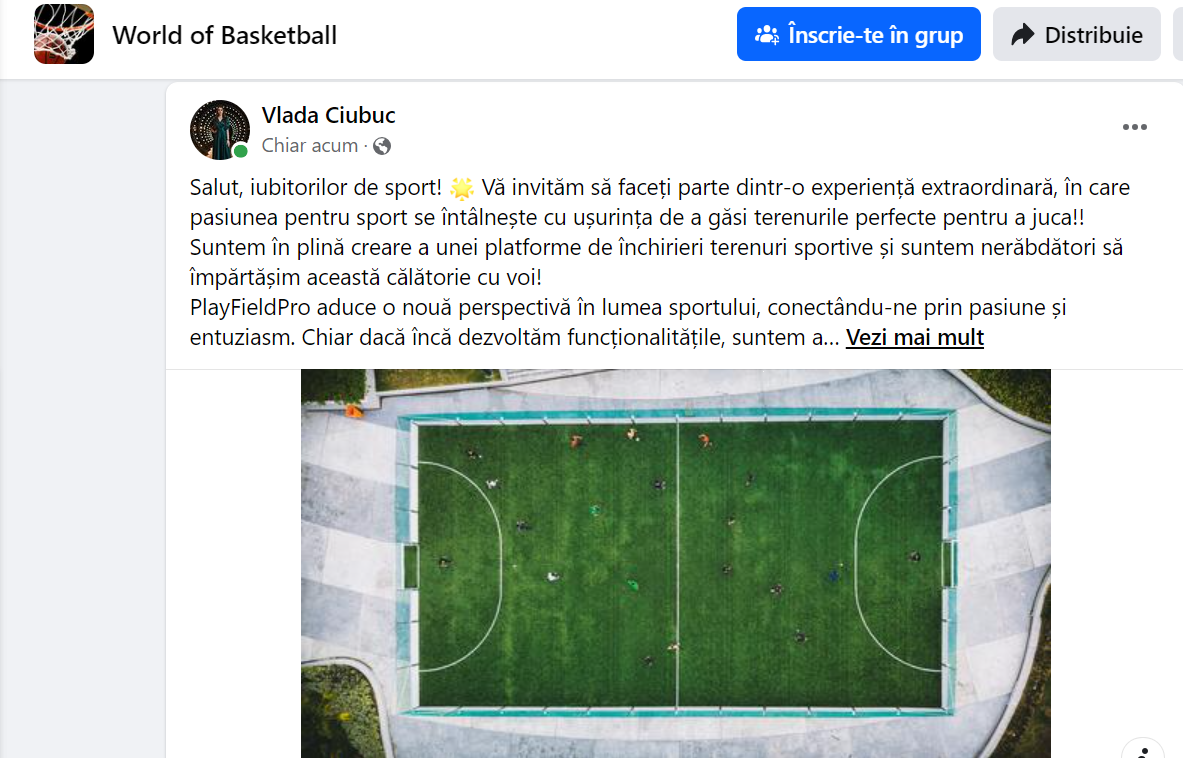 World of Basketball
Înscrie-te în grup
Distribuie
Vlada Ciubuc
Chiar acum ·
Salut, iubitorilor de sport! 🌟 Vă invităm să faceți parte dintr-o experiență extraordinară, în care
pasiunea pentru sport se întâlnește cu ușurința de a găsi terenurile perfecte pentru a juca!!
Suntem în plină creare a unei platforme de închirieri terenuri sportive și suntem nerăbdători să
împărtășim această călătorie cu voi!
PlayFieldPro aduce o nouă perspectivă în lumea sportului, conectându-ne prin pasiune și
entuziasm. Chiar dacă încă dezvoltăm funcționalitățile, suntem a... Vezi mai mult